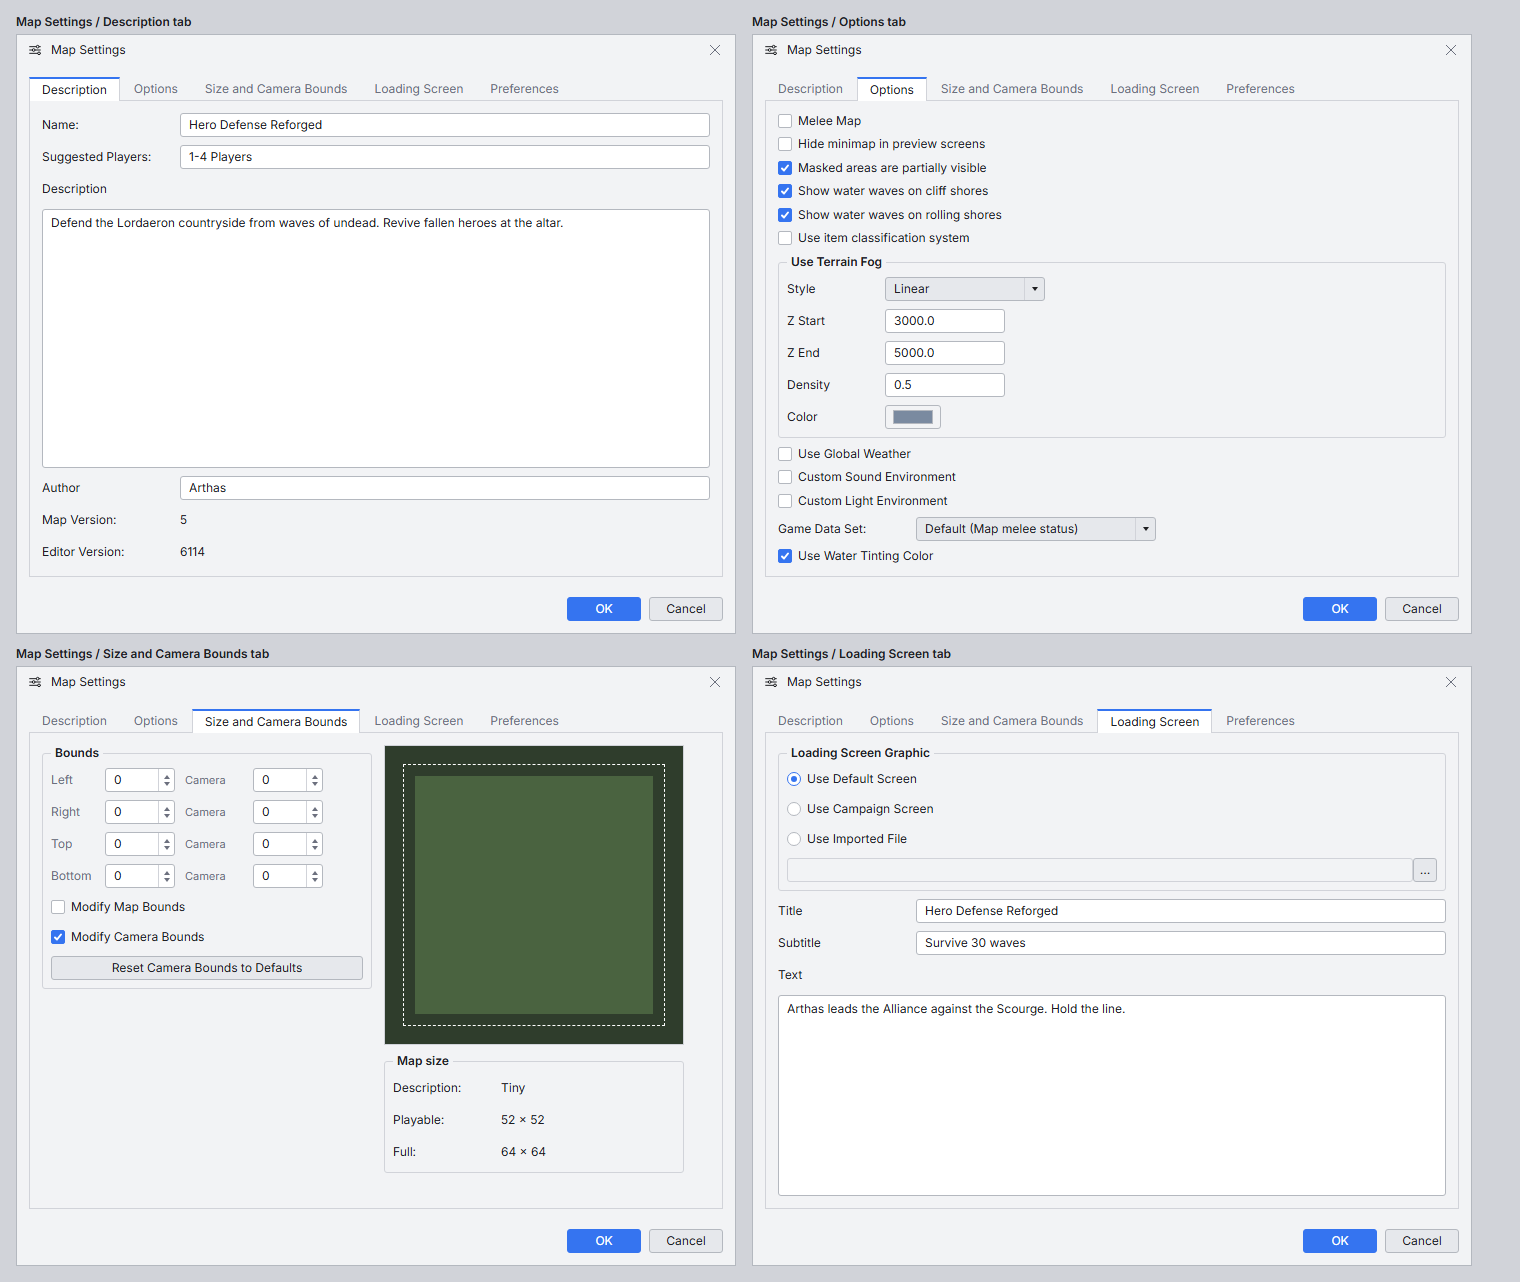 Map Settings / Description tab
Map Settings
Description Options Size and Camera Bounds Loading Screen Preferences
Name: Hero Defense Reforged
Suggested Players: 1-4 Players
Description
Defend the Lordaeron countryside from waves of undead. Revive fallen heroes at the altar.
Author Arthas
Map Version: 5
Editor Version: 6114
OK Cancel
Map Settings / Options tab
Map Settings
Description Options Size and Camera Bounds Loading Screen Preferences
Melee Map
Hide minimap in preview screens
Masked areas are partially visible
Show water waves on cliff shores
Show water waves on rolling shores
Use item classification system
Use Terrain Fog
Style Linear
Z Start 3000.0
Z End 5000.0
Density 0.5
Color
Use Global Weather
Custom Sound Environment
Custom Light Environment
Game Data Set: Default (Map melee status)
Use Water Tinting Color
OK Cancel
Map Settings / Size and Camera Bounds tab
Map Settings
Description Options Size and Camera Bounds Loading Screen Preferences
Bounds
Left 0 Camera 0
Right 0 Camera 0
Top 0 Camera 0
Bottom 0 Camera 0
Modify Map Bounds
Modify Camera Bounds
Reset Camera Bounds to Defaults
Map size
Description: Tiny
Playable: 52 × 52
Full: 64 × 64
OK Cancel
Map Settings / Loading Screen tab
Map Settings
Description Options Size and Camera Bounds Loading Screen Preferences
Loading Screen Graphic
Use Default Screen
Use Campaign Screen
Use Imported File
...
Title Hero Defense Reforged
Subtitle Survive 30 waves
Text
Arthas leads the Alliance against the Scourge. Hold the line.
OK Cancel